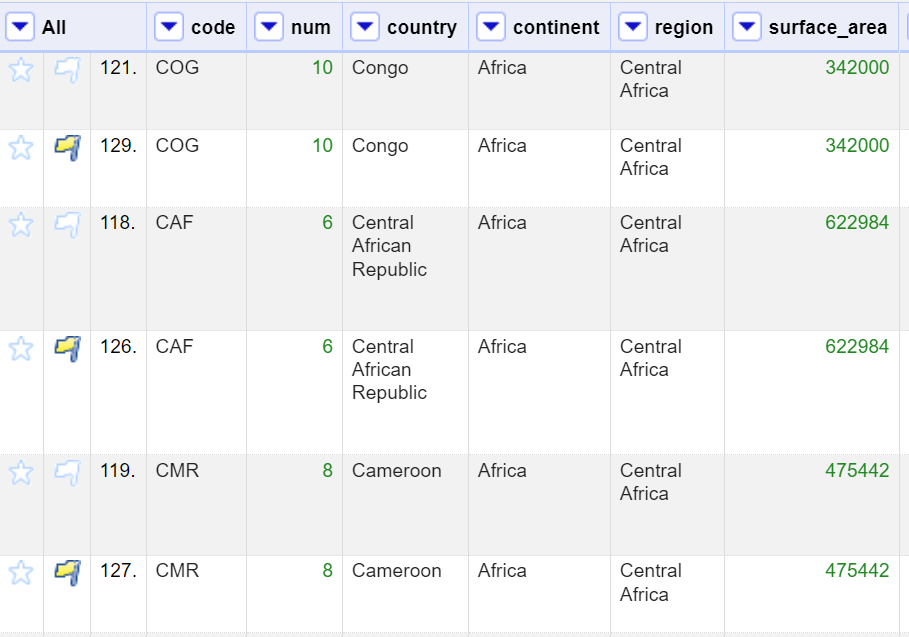 All code num country continent region surface_area
121. COG 10 Congo Africa Central
Africa 342000
129. COG 10 Congo Africa Central
Africa 342000
118. CAF 6 Central
African
Republic Africa Central
Africa 622984
126. CAF 6 Central
African
Republic Africa Central
Africa 622984
119. CMR 8 Cameroon Africa Central
Africa 475442
127. CMR 8 Cameroon Africa Central
Africa 475442